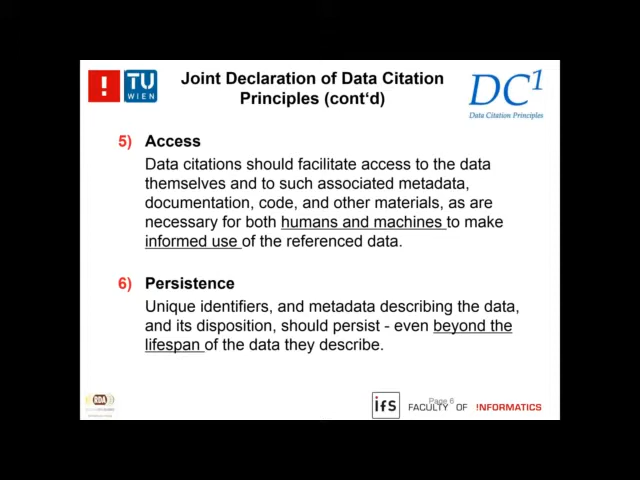 ! TU WIEN
Joint Declaration of Data Citation
Principles (cont'd)
DC1
Data Citation Principles
5) Access
Data citations should facilitate access to the data
themselves and to such associated metadata,
documentation, code, and other materials, as are
necessary for both humans and machines to make
informed use of the referenced data.
6) Persistence
Unique identifiers, and metadata describing the data,
and its disposition, should persist - even beyond the
lifespan of the data they describe.
RDA
ifs
Page 6
FACULTY OF !NFORMATICS